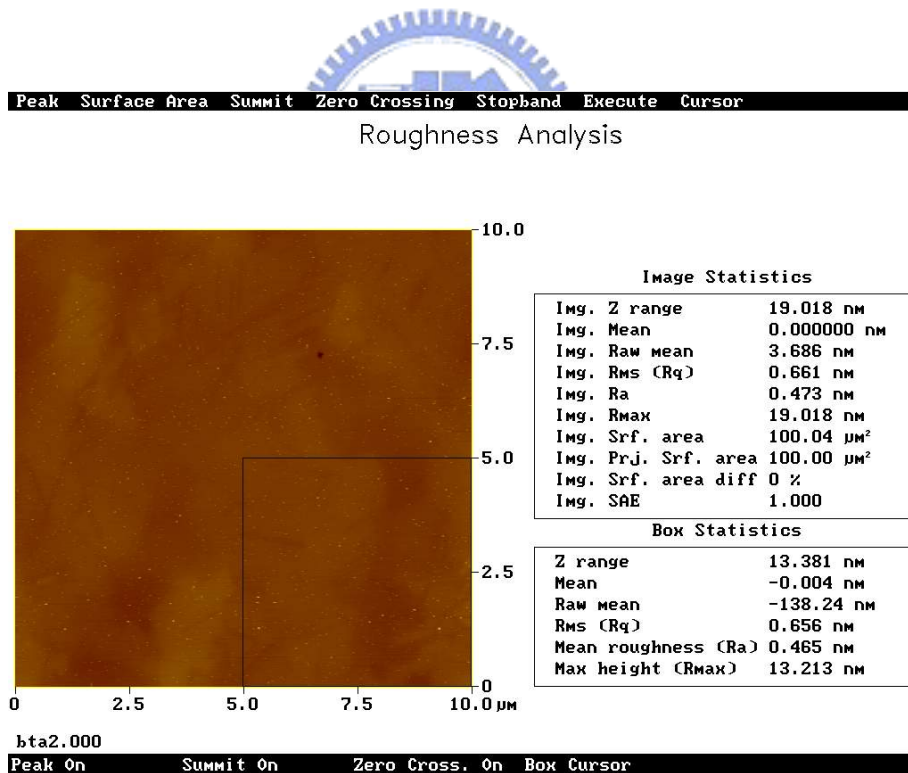 Peak Surface Area Summit Zero Crossing Stopband Execute Cursor
Roughness Analysis
10.0
7.5
5.0
2.5
0
0 2.5 5.0 7.5 10.0 µm
Image Statistics
Img. Z range 19.018 nm
Img. Mean 0.000000 nm
Img. Raw mean 3.686 nm
Img. Rms (Rq) 0.661 nm
Img. Ra 0.473 nm
Img. Rmax 19.018 nm
Img. Srf. area 100.04 µm²
Img. Prj. Srf. area 100.00 µm²
Img. Srf. area diff 0 %
Img. SAE 1.000
Box Statistics
Z range 13.381 nm
Mean -0.004 nm
Raw mean -138.24 nm
Rms (Rq) 0.656 nm
Mean roughness (Ra) 0.465 nm
Max height (Rmax) 13.213 nm
bta2.000
Peak On Summit On Zero Cross. On Box Cursor